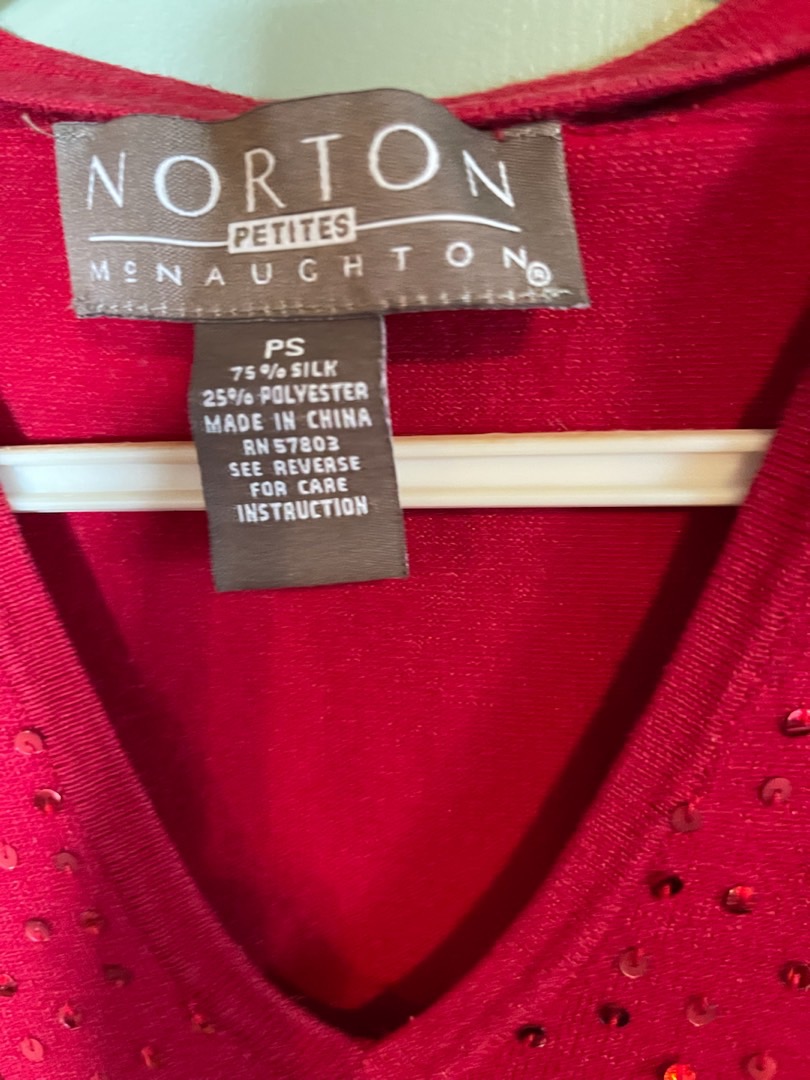 NORTON
PETITES
McNAUGHTON®
PS
75% SILK
25% POLYESTER
MADE IN CHINA
RN 57803
SEE REVERSE
FOR CARE
INSTRUCTION